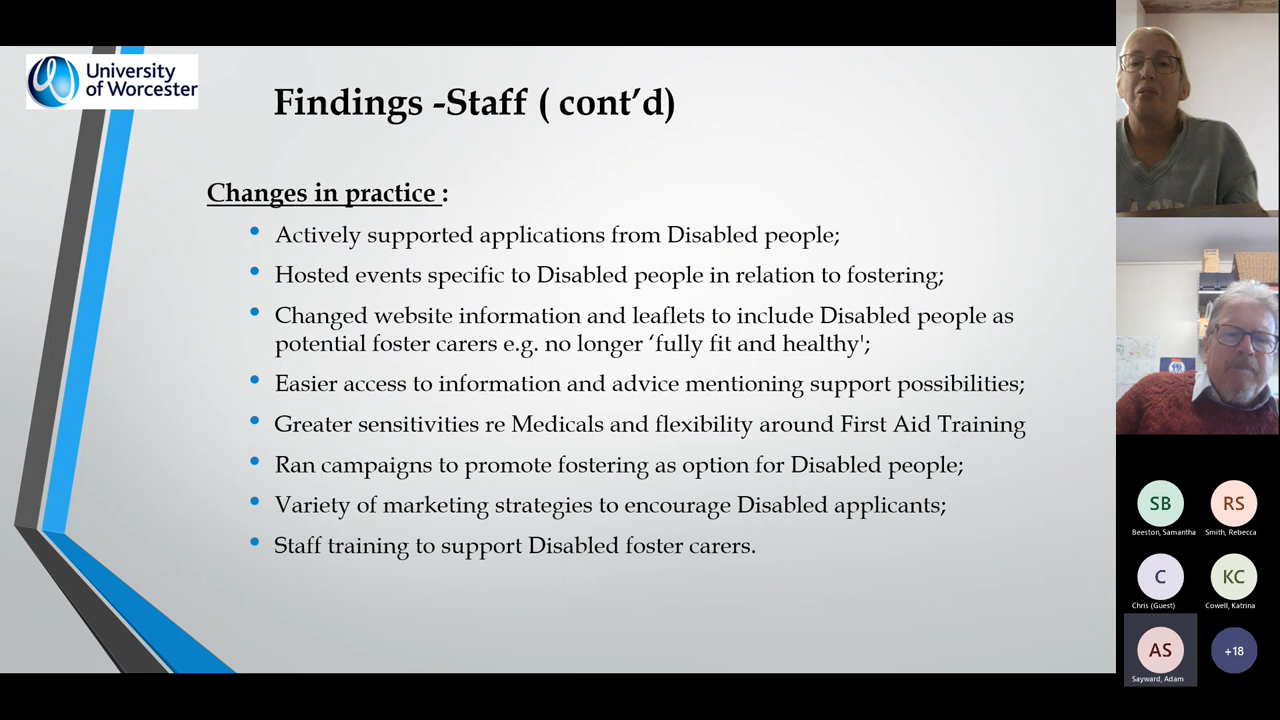 University
of Worcester
Findings -Staff ( cont’d)
Changes in practice :
• Actively supported applications from Disabled people;
• Hosted events specific to Disabled people in relation to fostering;
• Changed website information and leaflets to include Disabled people as
potential foster carers e.g. no longer ‘fully fit and healthy';
• Easier access to information and advice mentioning support possibilities;
• Greater sensitivities re Medicals and flexibility around First Aid Training
• Ran campaigns to promote fostering as option for Disabled people;
• Variety of marketing strategies to encourage Disabled applicants;
• Staff training to support Disabled foster carers.
SB
RS
Beeston, Samantha
Smith, Rebecca
C
KC
Chris (Guest)
Cowell, Katrina
AS
+18
Sayward, Adam